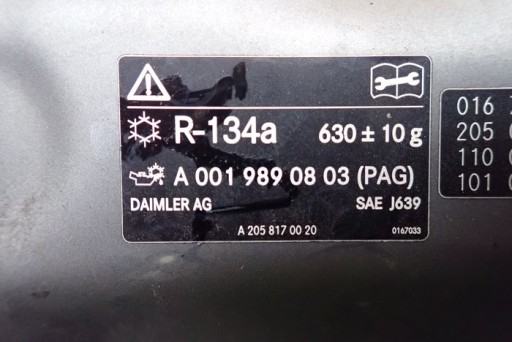 R-134a 630 ± 10 g
A 001 989 08 03 (PAG)
DAIMLER AG SAE J639
A 205 817 00 20 0167033
016
205
110
101